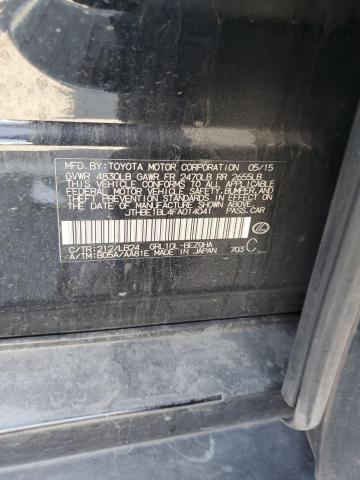 MFD.BY:TOYOTA MOTOR CORPORATION 05/15
GVWR 4830LB GAWR FR 2470LB RR 2655LB
THIS VEHICLE CONFORMS TO ALL APPLICABLE
FEDERAL MOTOR VEHICLE SAFETY,BUMPER, AND
THEFT PREVENTION STANDARDS IN EFFECT ON THE
DATE OF MANUFACTURE SHOWN ABOVE.
JTHBE1BL4FA014041 PASS.CAR
C/TR:212/LB24 GRL10L-BEZQHA
A/TM:B05A/AA81E MADE IN JAPAN 703 C